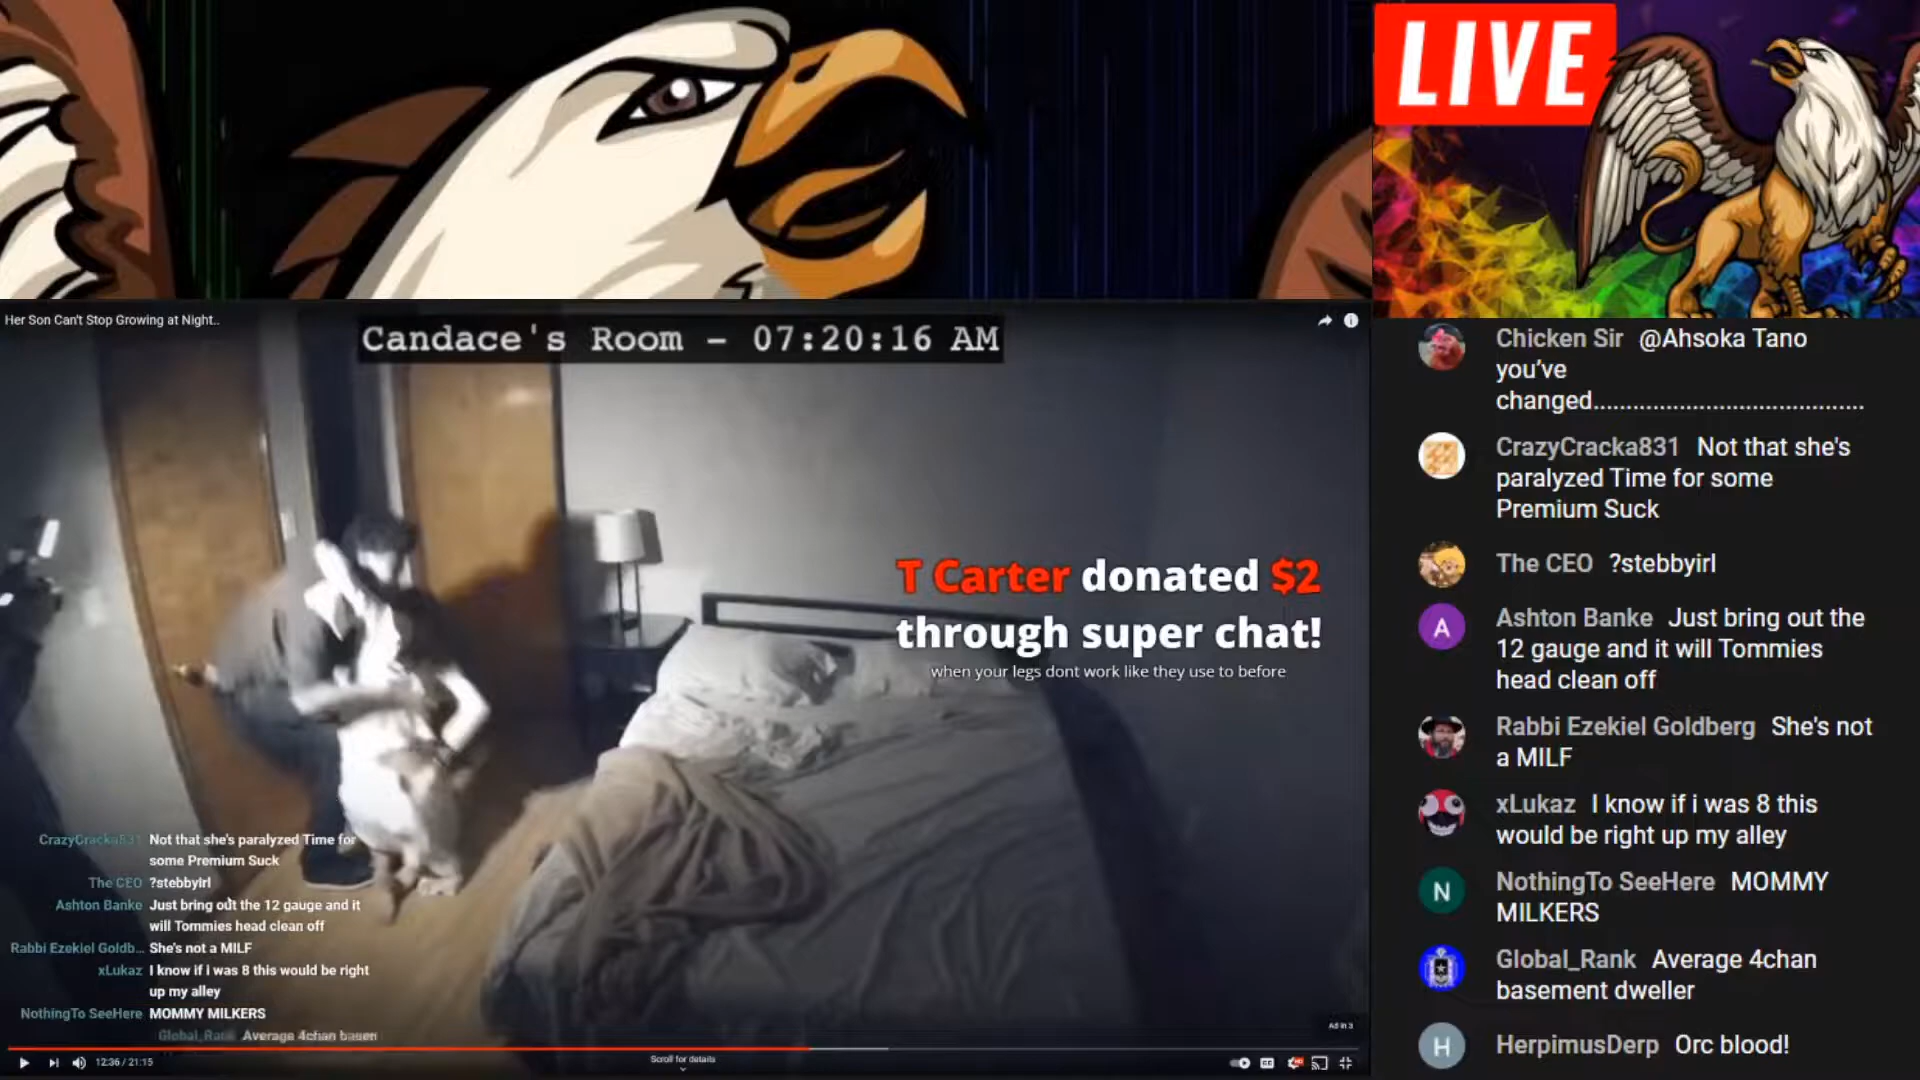 LIVE
Her Son Can't Stop Growing at Night..
Candace's Room - 07:20:16 AM
T Carter donated $2
through super chat!
when your legs dont work like they use to before
CrazyCracka831 Not that she's paralyzed Time for
some Premium Suck
The CEO ?stebbyirl
Ashton Banke Just bring out the 12 gauge and it
will Tommies head clean off
Rabbi Ezekiel Goldb... She's not a MILF
xLukaz I know if i was 8 this would be right
up my alley
NothingTo SeeHere MOMMY MILKERS
Global_Rank Average 4chan basen
Ad in 3
12:36 / 21:15
Scroll for details
Chicken Sir @Ahsoka Tano
you've
changed.........................................
CrazyCracka831 Not that she's
paralyzed Time for some
Premium Suck
The CEO ?stebbyirl
A
Ashton Banke Just bring out the
12 gauge and it will Tommies
head clean off
Rabbi Ezekiel Goldberg She's not
a MILF
xLukaz I know if i was 8 this
would be right up my alley
N
NothingTo SeeHere MOMMY
MILKERS
Global_Rank Average 4chan
basement dweller
H
HerpimusDerp Orc blood!